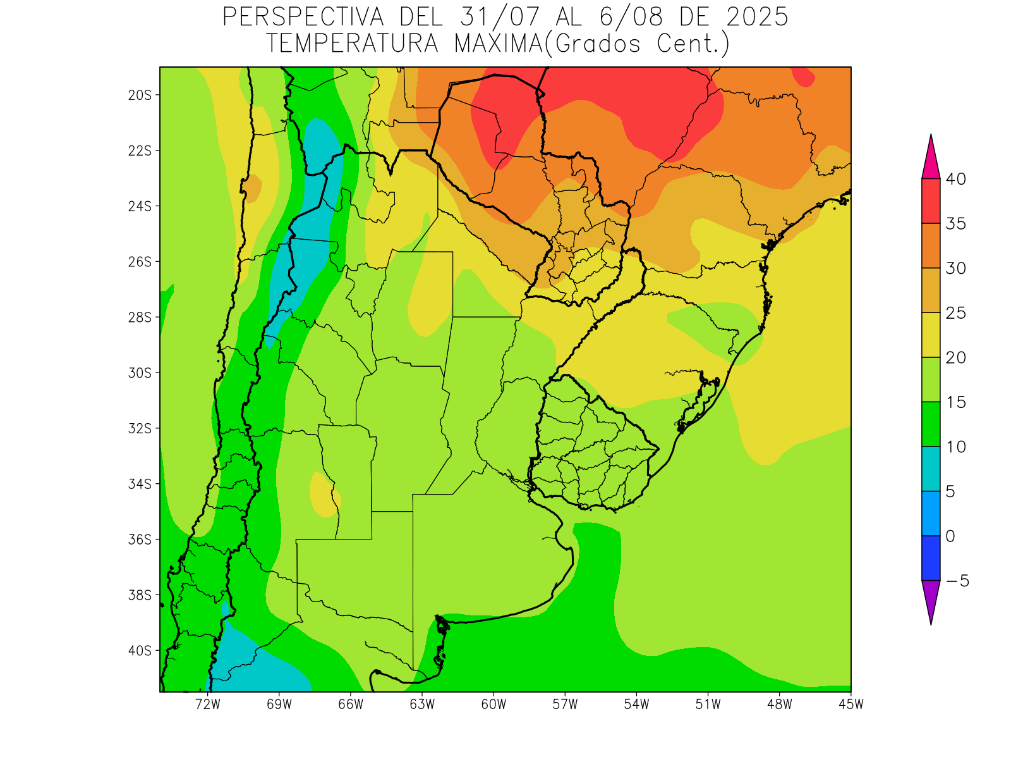 PERSPECTIVA DEL 31/07 AL 6/08 DE 2025
TEMPERATURA MAXIMA(Grados Cent.)
20S
22S
24S
26S
28S
30S
32S
34S
36S
38S
40S
72W 69W 66W 63W 60W 57W 54W 51W 48W 45W
40
35
30
25
20
15
10
5
0
−5